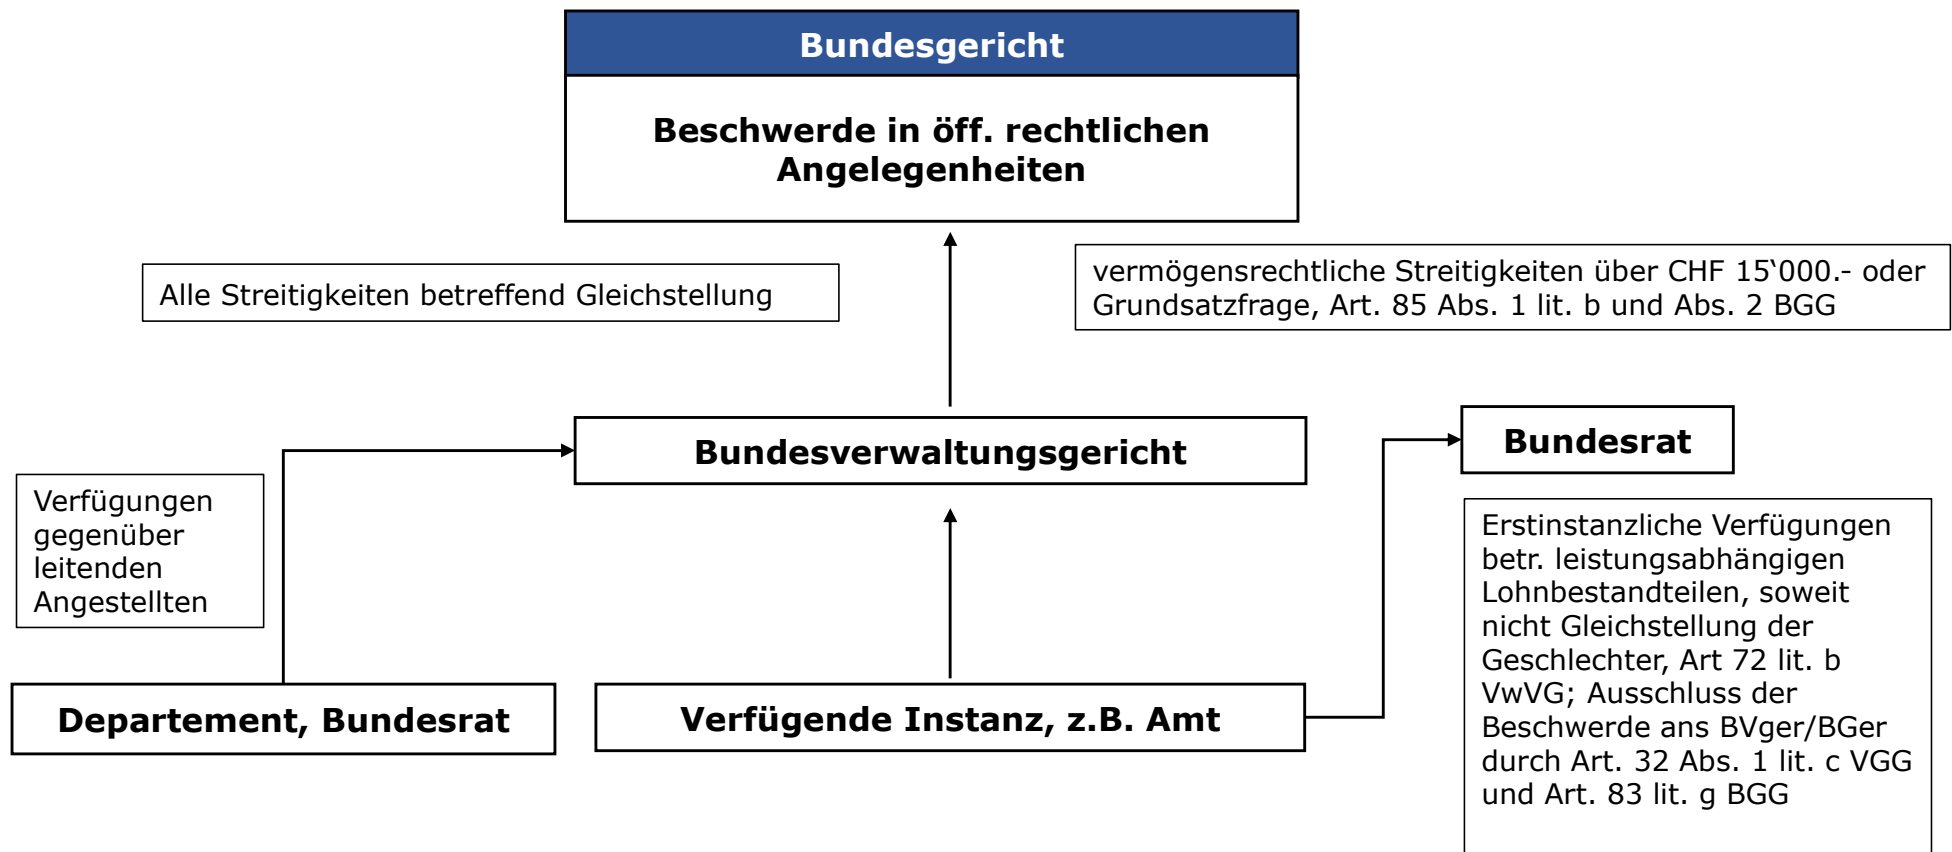 Bundesgericht
Beschwerde in öff. rechtlichen
Angelegenheiten
Alle Streitigkeiten betreffend Gleichstellung
vermögensrechtliche Streitigkeiten über CHF 15‘000.- oder
Grundsatzfrage, Art. 85 Abs. 1 lit. b und Abs. 2 BGG
Bundesverwaltungsgericht
Bundesrat
Verfügungen
gegenüber
leitenden
Angestellten
Erstinstanzliche Verfügungen
betr. leistungsabhängigen
Lohnbestandteilen, soweit
nicht Gleichstellung der
Geschlechter, Art 72 lit. b
VwVG; Ausschluss der
Beschwerde ans BVger/BGer
durch Art. 32 Abs. 1 lit. c VGG
und Art. 83 lit. g BGG
Departement, Bundesrat
Verfügende Instanz, z.B. Amt